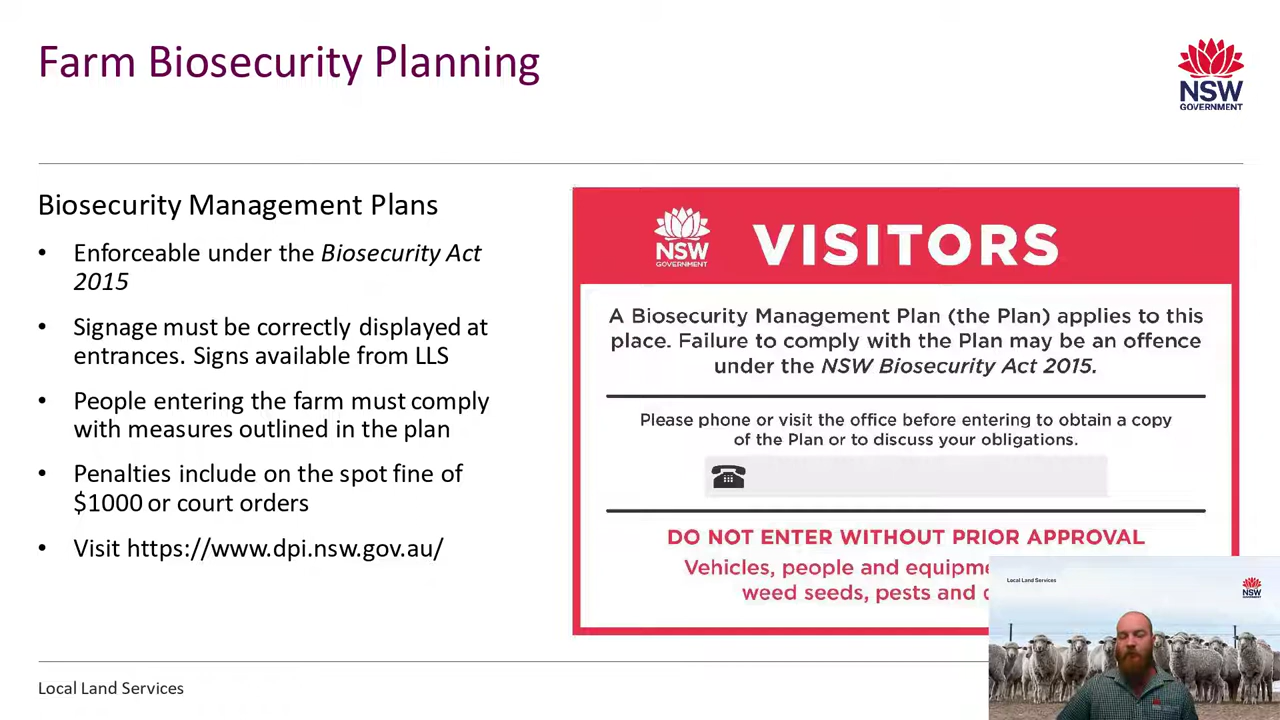 Farm Biosecurity Planning
NSW
GOVERNMENT
Biosecurity Management Plans
• Enforceable under the Biosecurity Act
2015
• Signage must be correctly displayed at
entrances. Signs available from LLS
• People entering the farm must comply
with measures outlined in the plan
• Penalties include on the spot fine of
$1000 or court orders
• Visit https://www.dpi.nsw.gov.au/
NSW
GOVERNMENT
VISITORS
A Biosecurity Management Plan (the Plan) applies to this
place. Failure to comply with the Plan may be an offence
under the NSW Biosecurity Act 2015.
Please phone or visit the office before entering to obtain a copy
of the Plan or to discuss your obligations.
DO NOT ENTER WITHOUT PRIOR APPROVAL
Vehicles, people and
weed seeds, pests and
Local Land Services
Local Land Services
NSW